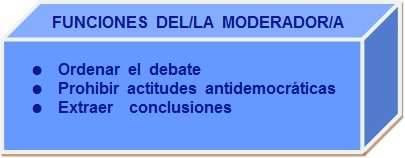 FUNCIONES DEL/LA MODERADOR/A
● Ordenar el debate
● Prohibir actitudes antidemocráticas
● Extraer conclusiones